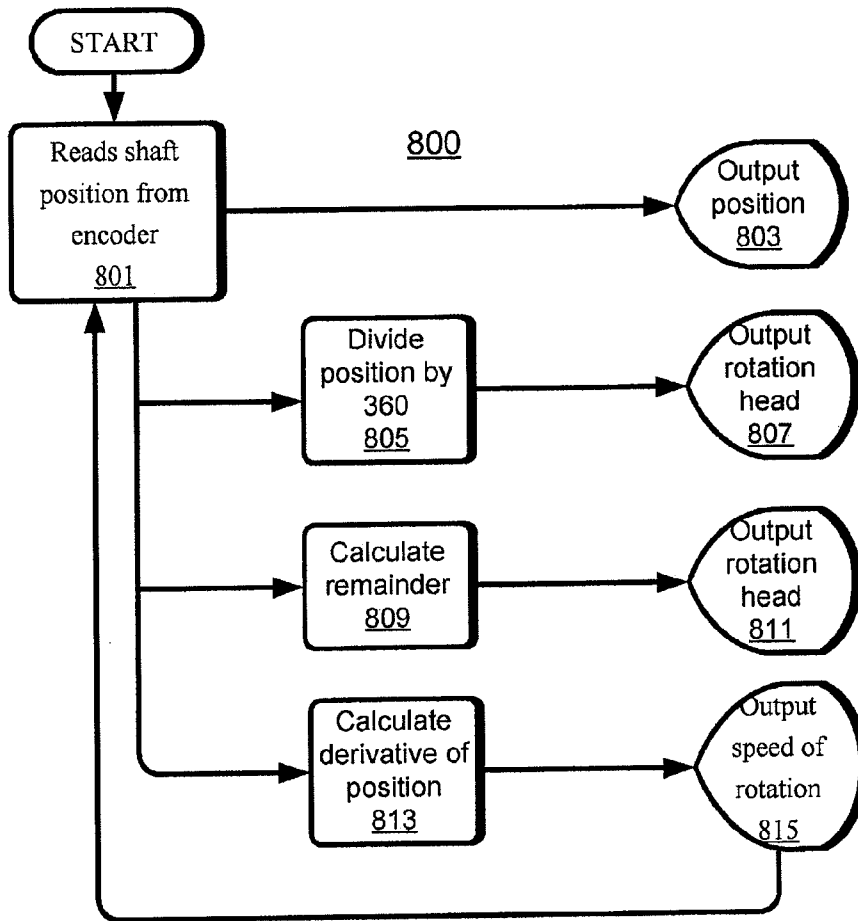 START
Reads shaft
position from
encoder
801
800
Output
position
803
Divide
position by
360
805
Output
rotation
head
807
Calculate
remainder
809
Output
rotation
head
811
Calculate
derivative of
position
813
Output
speed of
rotation
815